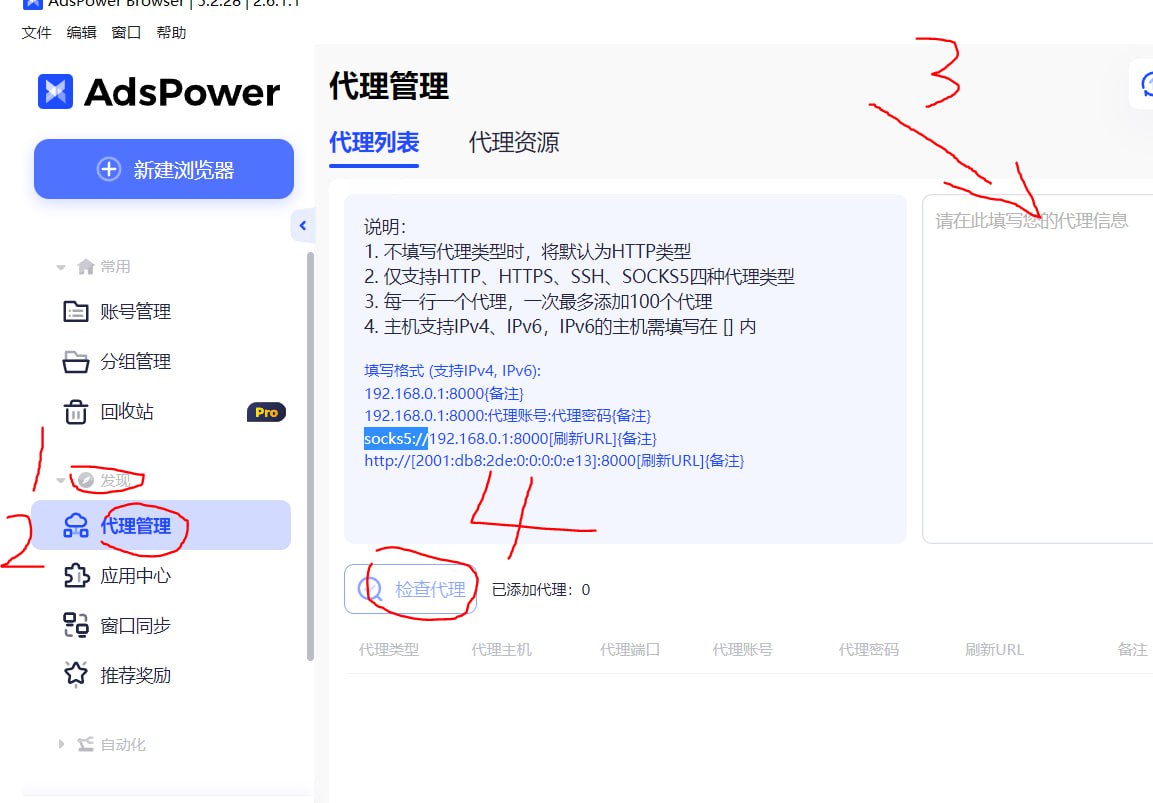 AdsPower Browser | 5.2.28 | 2.6.1.1
文件 编辑 窗口 帮助
AdsPower
新建浏览器
常用
账号管理
分组管理
回收站 Pro
1
发现
2
代理管理
应用中心
窗口同步
推荐奖励
自动化
代理管理
代理列表 代理资源
说明：
1. 不填写代理类型时，将默认为HTTP类型
2. 仅支持HTTP、HTTPS、SSH、SOCKS5四种代理类型
3. 每一行一个代理，一次最多添加100个代理
4. 主机支持IPv4、IPv6，IPv6的主机需填写在 [] 内
填写格式 (支持IPv4, IPv6):
192.168.0.1:8000{备注}
192.168.0.1:8000:代理账号:代理密码{备注}
socks5://192.168.0.1:8000[刷新URL]{备注}
http://[2001:db8:2de:0:0:0:0:e13]:8000[刷新URL]{备注}
3
请在此填写您的代理信息
4
检查代理 已添加代理：0
代理类型 代理主机 代理端口 代理账号 代理密码 刷新URL 备注